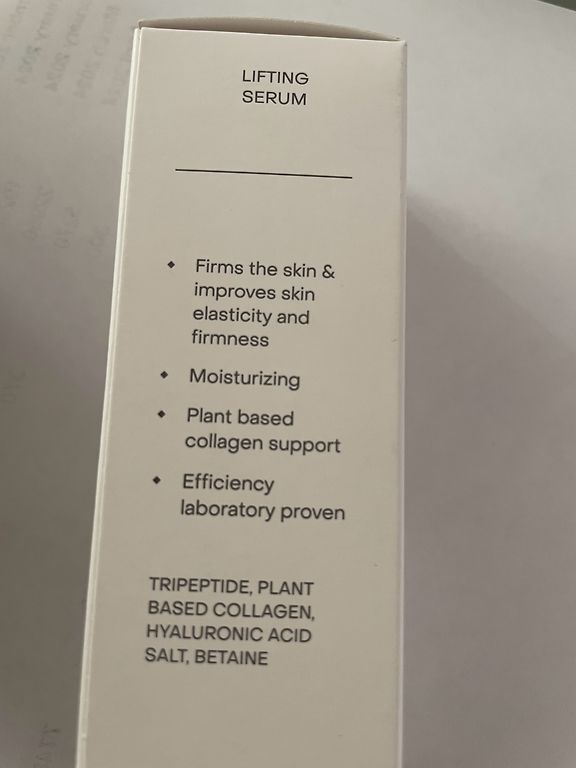 LIFTING
SERUM
◆ Firms the skin &
improves skin
elasticity and
firmness
◆ Moisturizing
◆ Plant based
collagen support
◆ Efficiency
laboratory proven
TRIPEPTIDE, PLANT
BASED COLLAGEN,
HYALURONIC ACID
SALT, BETAINE